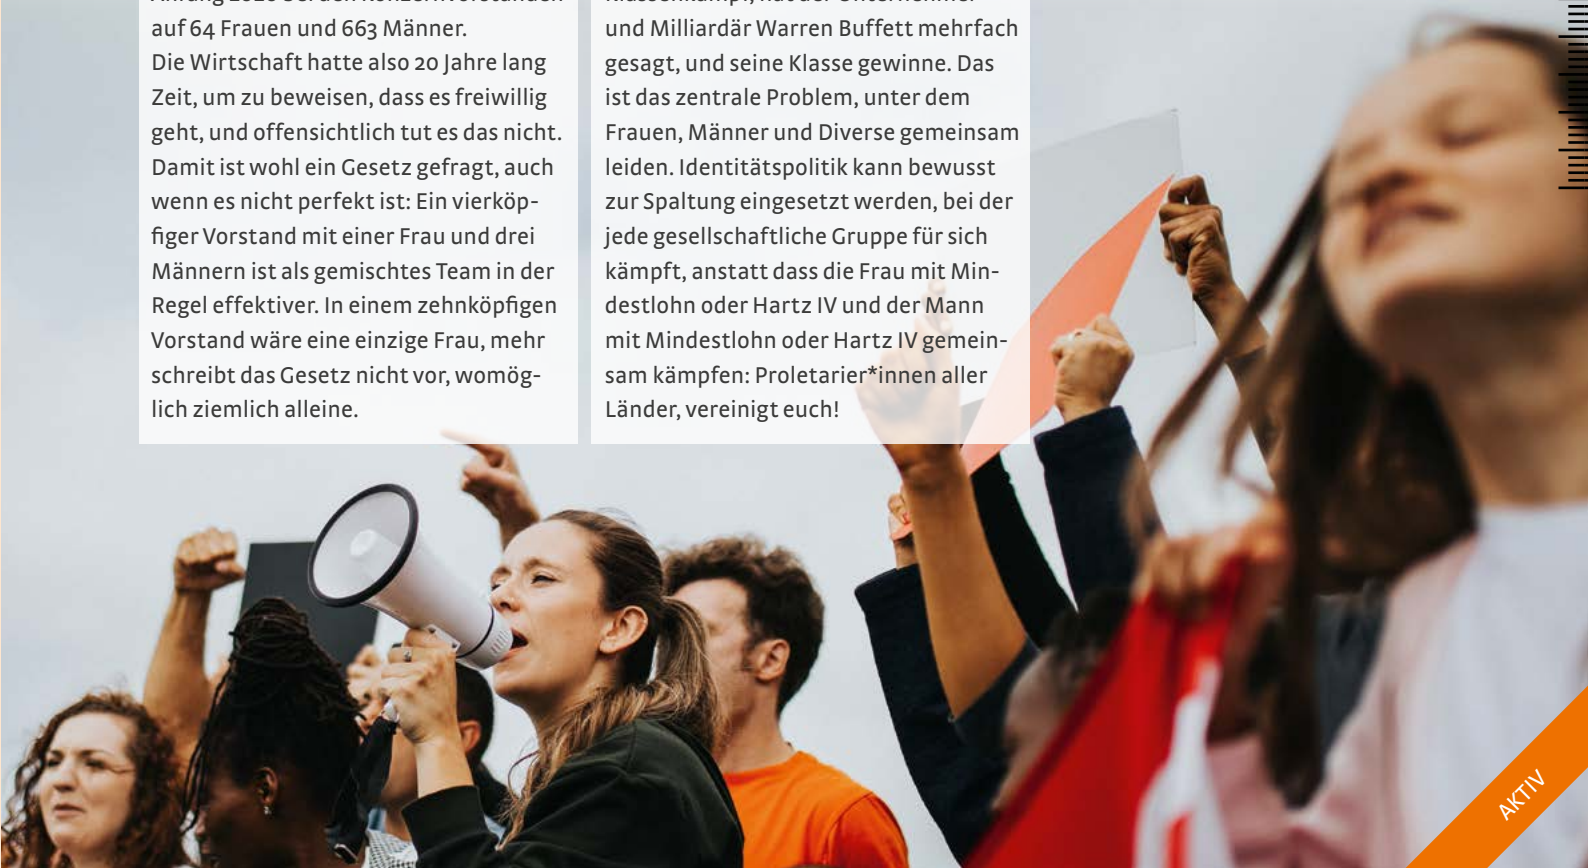 auf 64 Frauen und 663 Männer.
Die Wirtschaft hatte also 20 Jahre lang
Zeit, um zu beweisen, dass es freiwillig
geht, und offensichtlich tut es das nicht.
Damit ist wohl ein Gesetz gefragt, auch
wenn es nicht perfekt ist: Ein vierköp-
figer Vorstand mit einer Frau und drei
Männern ist als gemischtes Team in der
Regel effektiver. In einem zehnköpfigen
Vorstand wäre eine einzige Frau, mehr
schreibt das Gesetz nicht vor, womög-
lich ziemlich alleine.
und Milliardär Warren Buffett mehrfach
gesagt, und seine Klasse gewinne. Das
ist das zentrale Problem, unter dem
Frauen, Männer und Diverse gemeinsam
leiden. Identitätspolitik kann bewusst
zur Spaltung eingesetzt werden, bei der
jede gesellschaftliche Gruppe für sich
kämpft, anstatt dass die Frau mit Min-
destlohn oder Hartz IV und der Mann
mit Mindestlohn oder Hartz IV gemein-
sam kämpfen: Proletarier*innen aller
Länder, vereinigt euch!
AKTIV